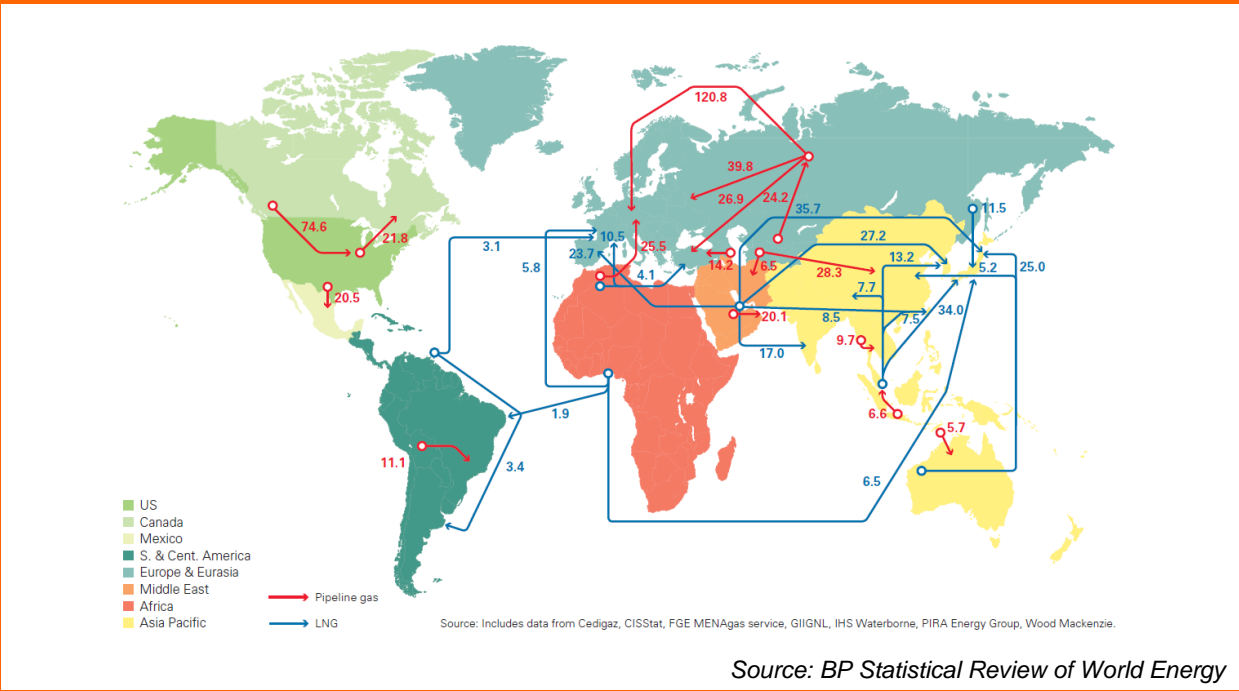 120.8
39.8
26.9
24.2
35.7
11.5
74.6
21.8
3.1
10.5
25.5
27.2
23.7
13.2
5.8
4.1
14.2
6.5
28.3
5.2
25.0
20.5
7.7
20.1
8.5
7.5
34.0
17.0
9.7
1.9
6.6
5.7
11.1
3.4
6.5
US
Canada
Mexico
S. & Cent. America
Europe & Eurasia
Middle East
Africa
Asia Pacific
Pipeline gas
LNG
Source: Includes data from Cedigaz, CISStat, FGE MENAgas service, GIIGNL, IHS Waterborne, PIRA Energy Group, Wood Mackenzie.
Source: BP Statistical Review of World Energy